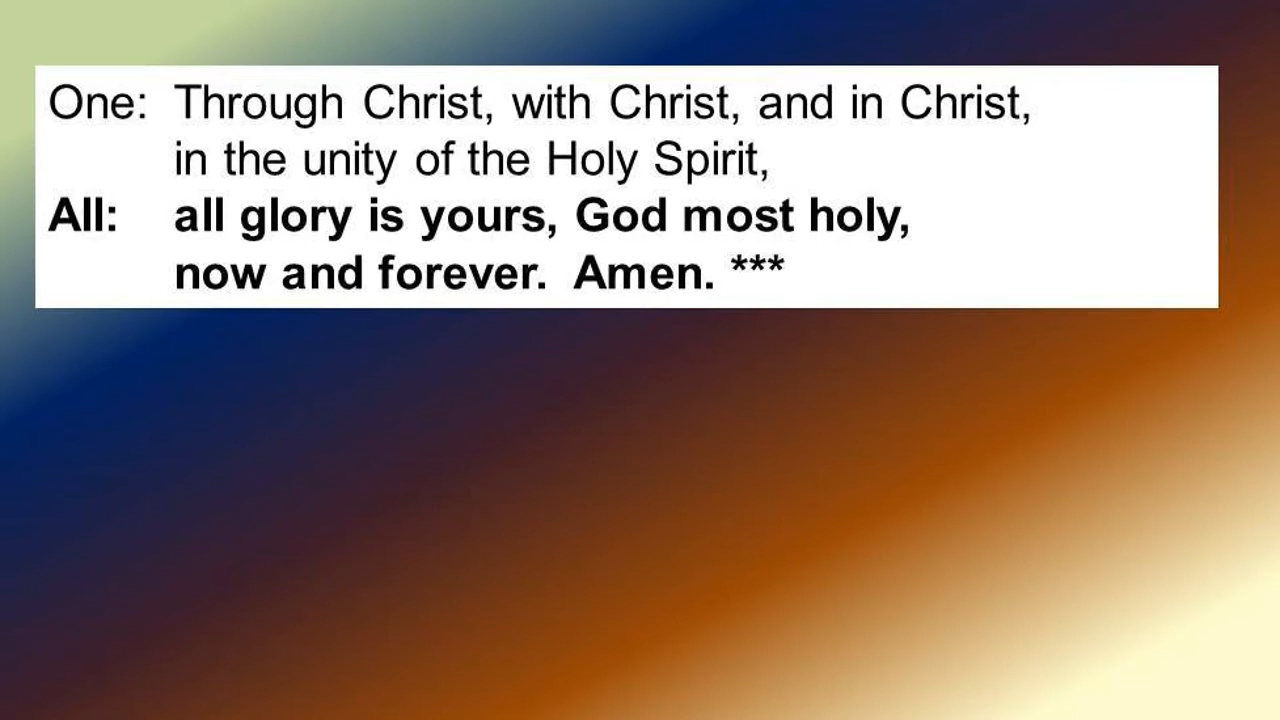 One: Through Christ, with Christ, and in Christ,
in the unity of the Holy Spirit,
All: all glory is yours, God most holy,
now and forever. Amen. ***